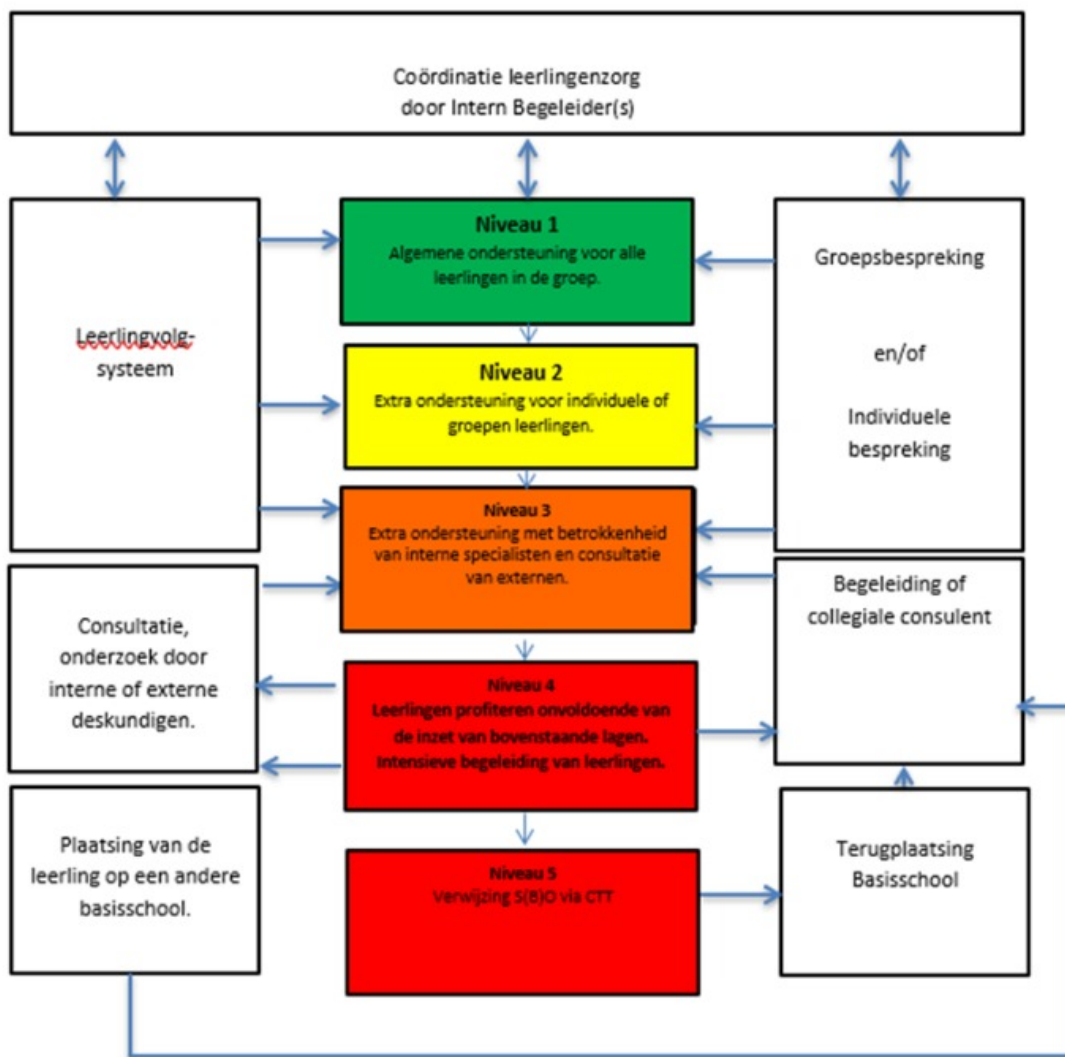 Coördinatie leerlingenzorg
door Intern Begeleider(s)
Leerlingvolg-
systeem
Niveau 1
Algemene ondersteuning voor alle
leerlingen in de groep.
Groepsbespreking
en/of
Individuele
bespreking
Niveau 2
Extra ondersteuning voor individuele of
groepen leerlingen.
Niveau 3
Extra ondersteuning met betrokkenheid
van interne specialisten en consultatie
van externen.
Consultatie,
onderzoek door
interne of externe
deskundigen.
Begeleiding of
collegiale consulent
Niveau 4
Leerlingen profiteren onvoldoende van
de inzet van bovenstaande lagen.
Intensieve begeleiding van leerlingen.
Plaatsing van de
leerling op een andere
basisschool.
Niveau 5
Verwijzing S(B)O via CTT
Terugplaatsing
Basisschool